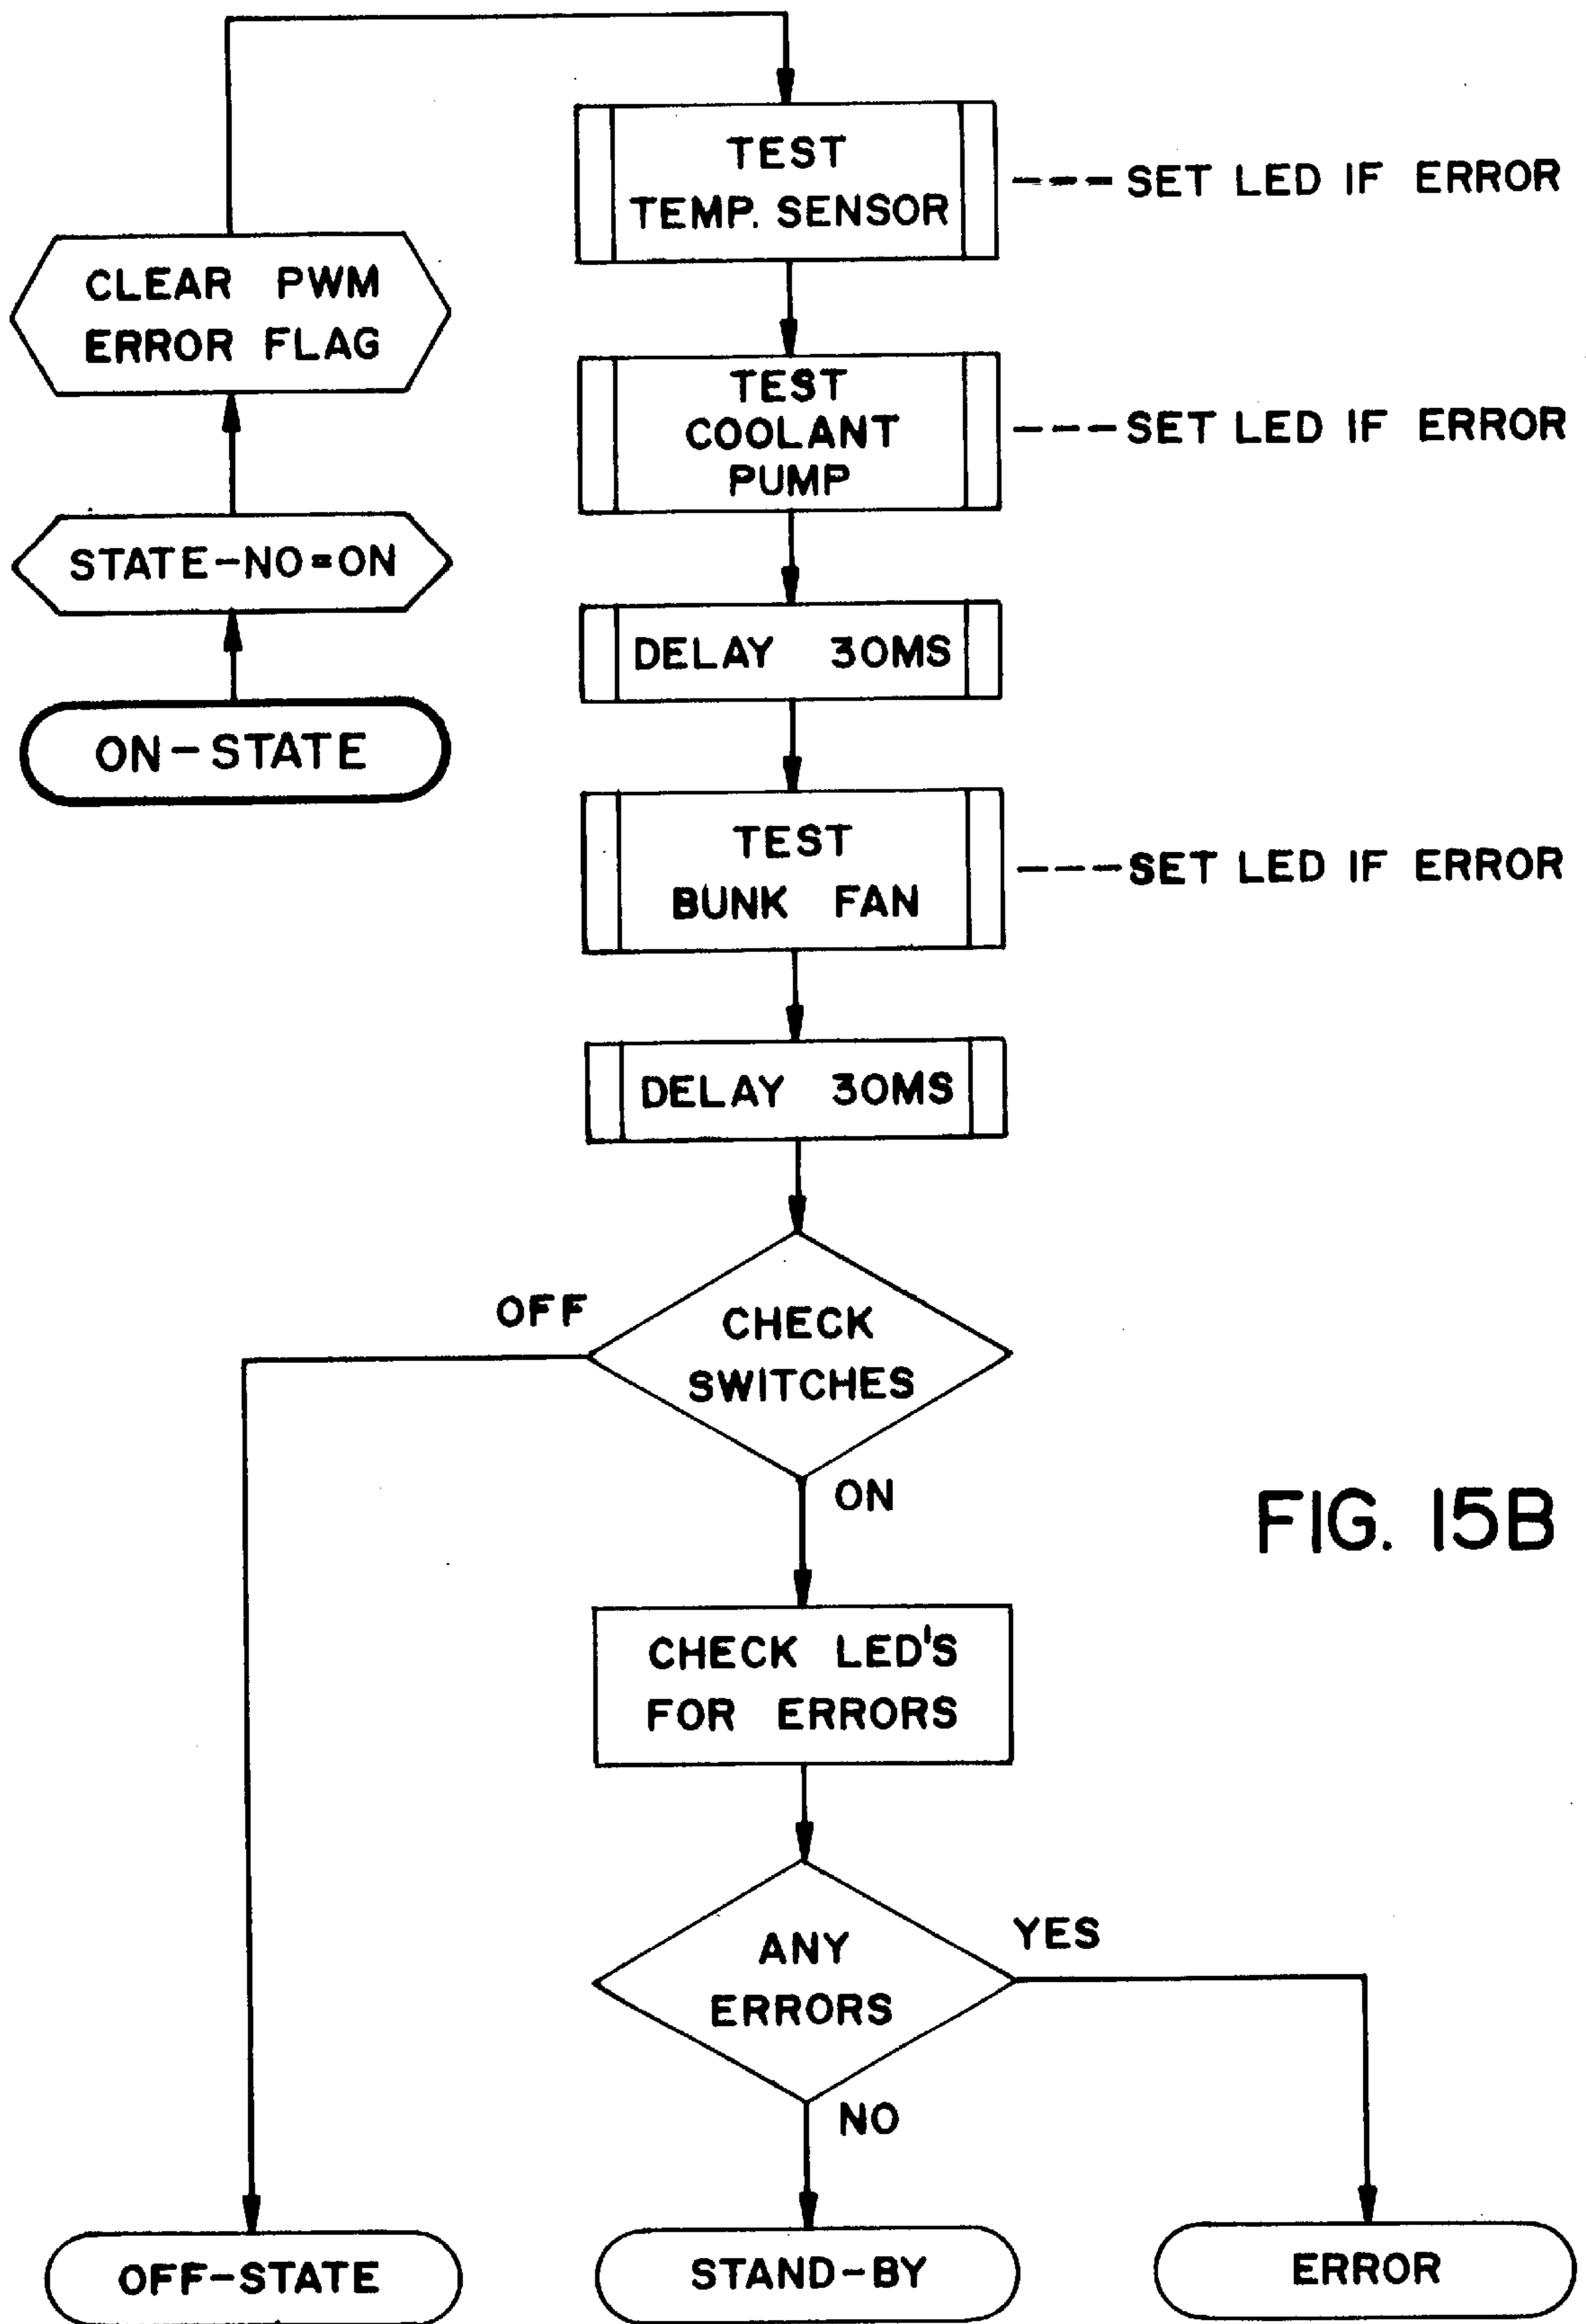 TEST
TEMP. SENSOR
--- SET LED IF ERROR
CLEAR PWM
ERROR FLAG
TEST
COOLANT
PUMP
--- SET LED IF ERROR
STATE-NO=ON
DELAY 30MS
ON-STATE
TEST
BUNK FAN
--- SET LED IF ERROR
DELAY 30MS
OFF
CHECK
SWITCHES
ON
FIG. 15B
CHECK LED'S
FOR ERRORS
ANY
ERRORS
YES
NO
OFF-STATE
STAND-BY
ERROR